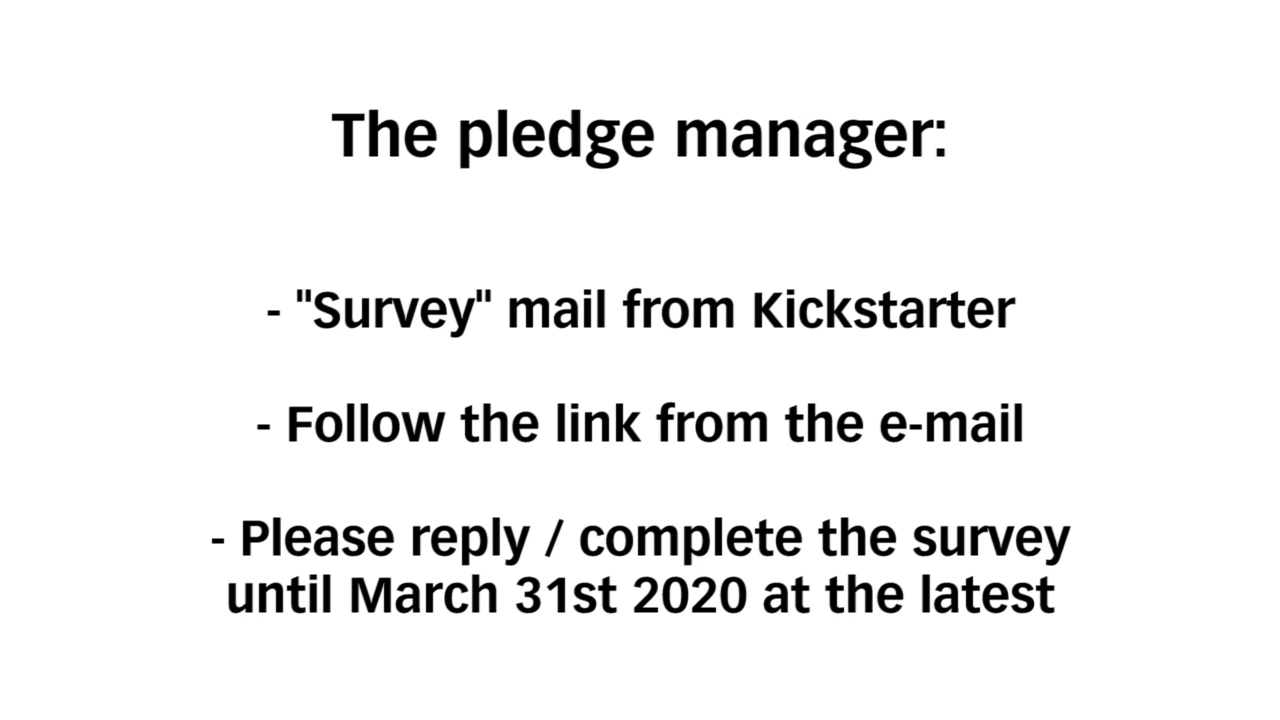 The pledge manager:
- "Survey" mail from Kickstarter
- Follow the link from the e-mail
- Please reply / complete the survey
until March 31st 2020 at the latest